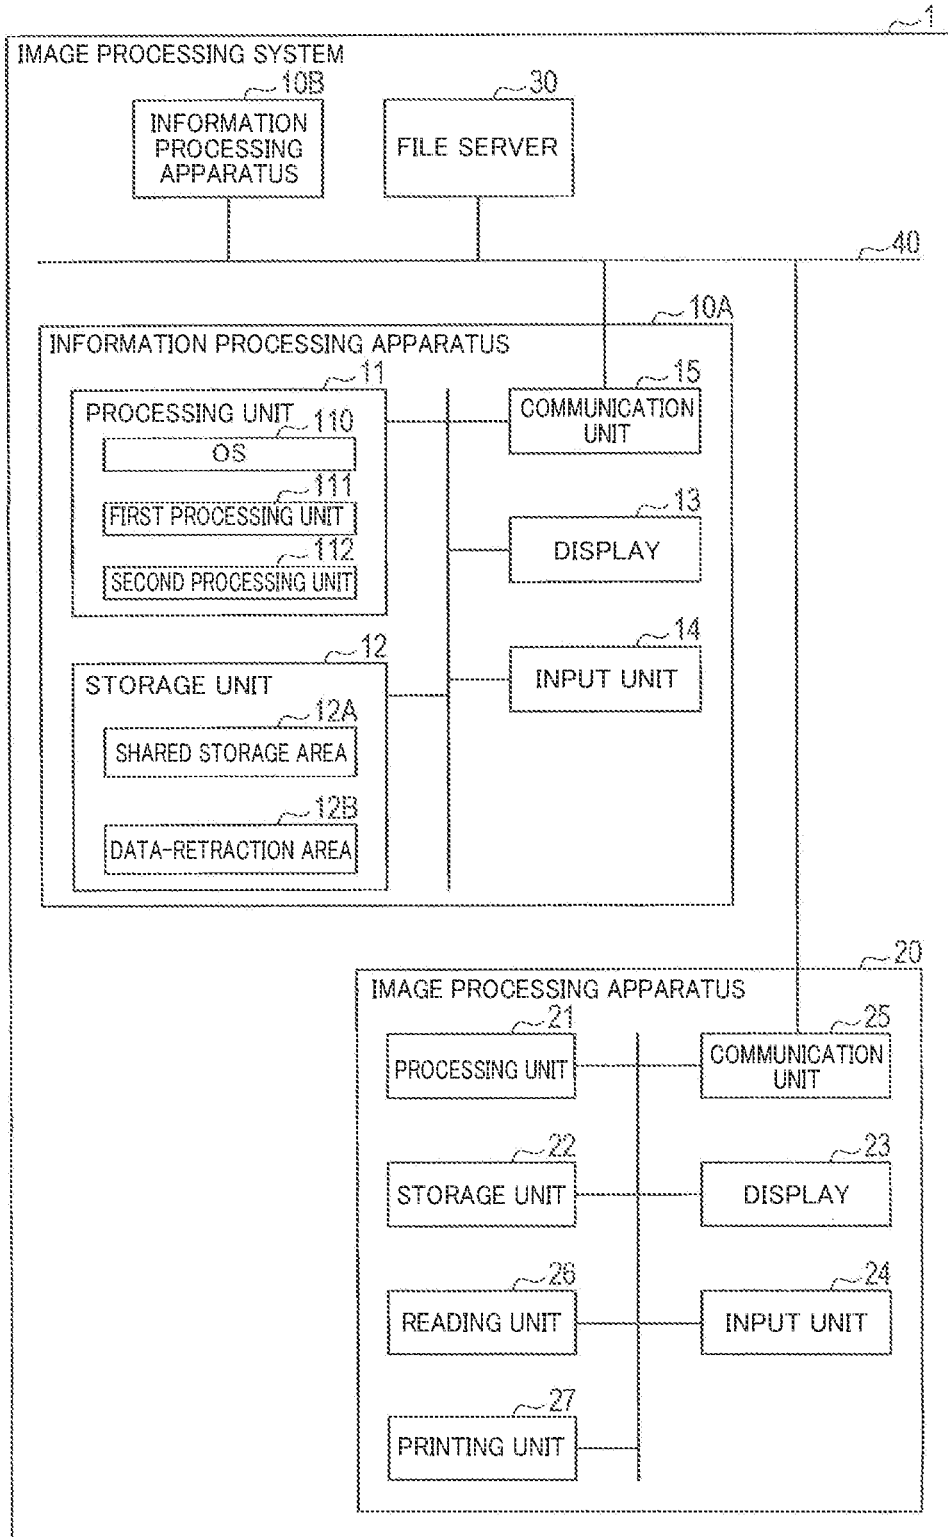 1
IMAGE PROCESSING SYSTEM
10B
INFORMATION
PROCESSING
APPARATUS
30
FILE SERVER
40
10A
INFORMATION PROCESSING APPARATUS
11
PROCESSING UNIT
110
OS
111
FIRST PROCESSING UNIT
112
SECOND PROCESSING UNIT
15
COMMUNICATION
UNIT
13
DISPLAY
14
INPUT UNIT
12
STORAGE UNIT
12A
SHARED STORAGE AREA
12B
DATA-RETRACTION AREA
20
IMAGE PROCESSING APPARATUS
21
PROCESSING UNIT
25
COMMUNICATION
UNIT
22
STORAGE UNIT
23
DISPLAY
26
READING UNIT
24
INPUT UNIT
27
PRINTING UNIT